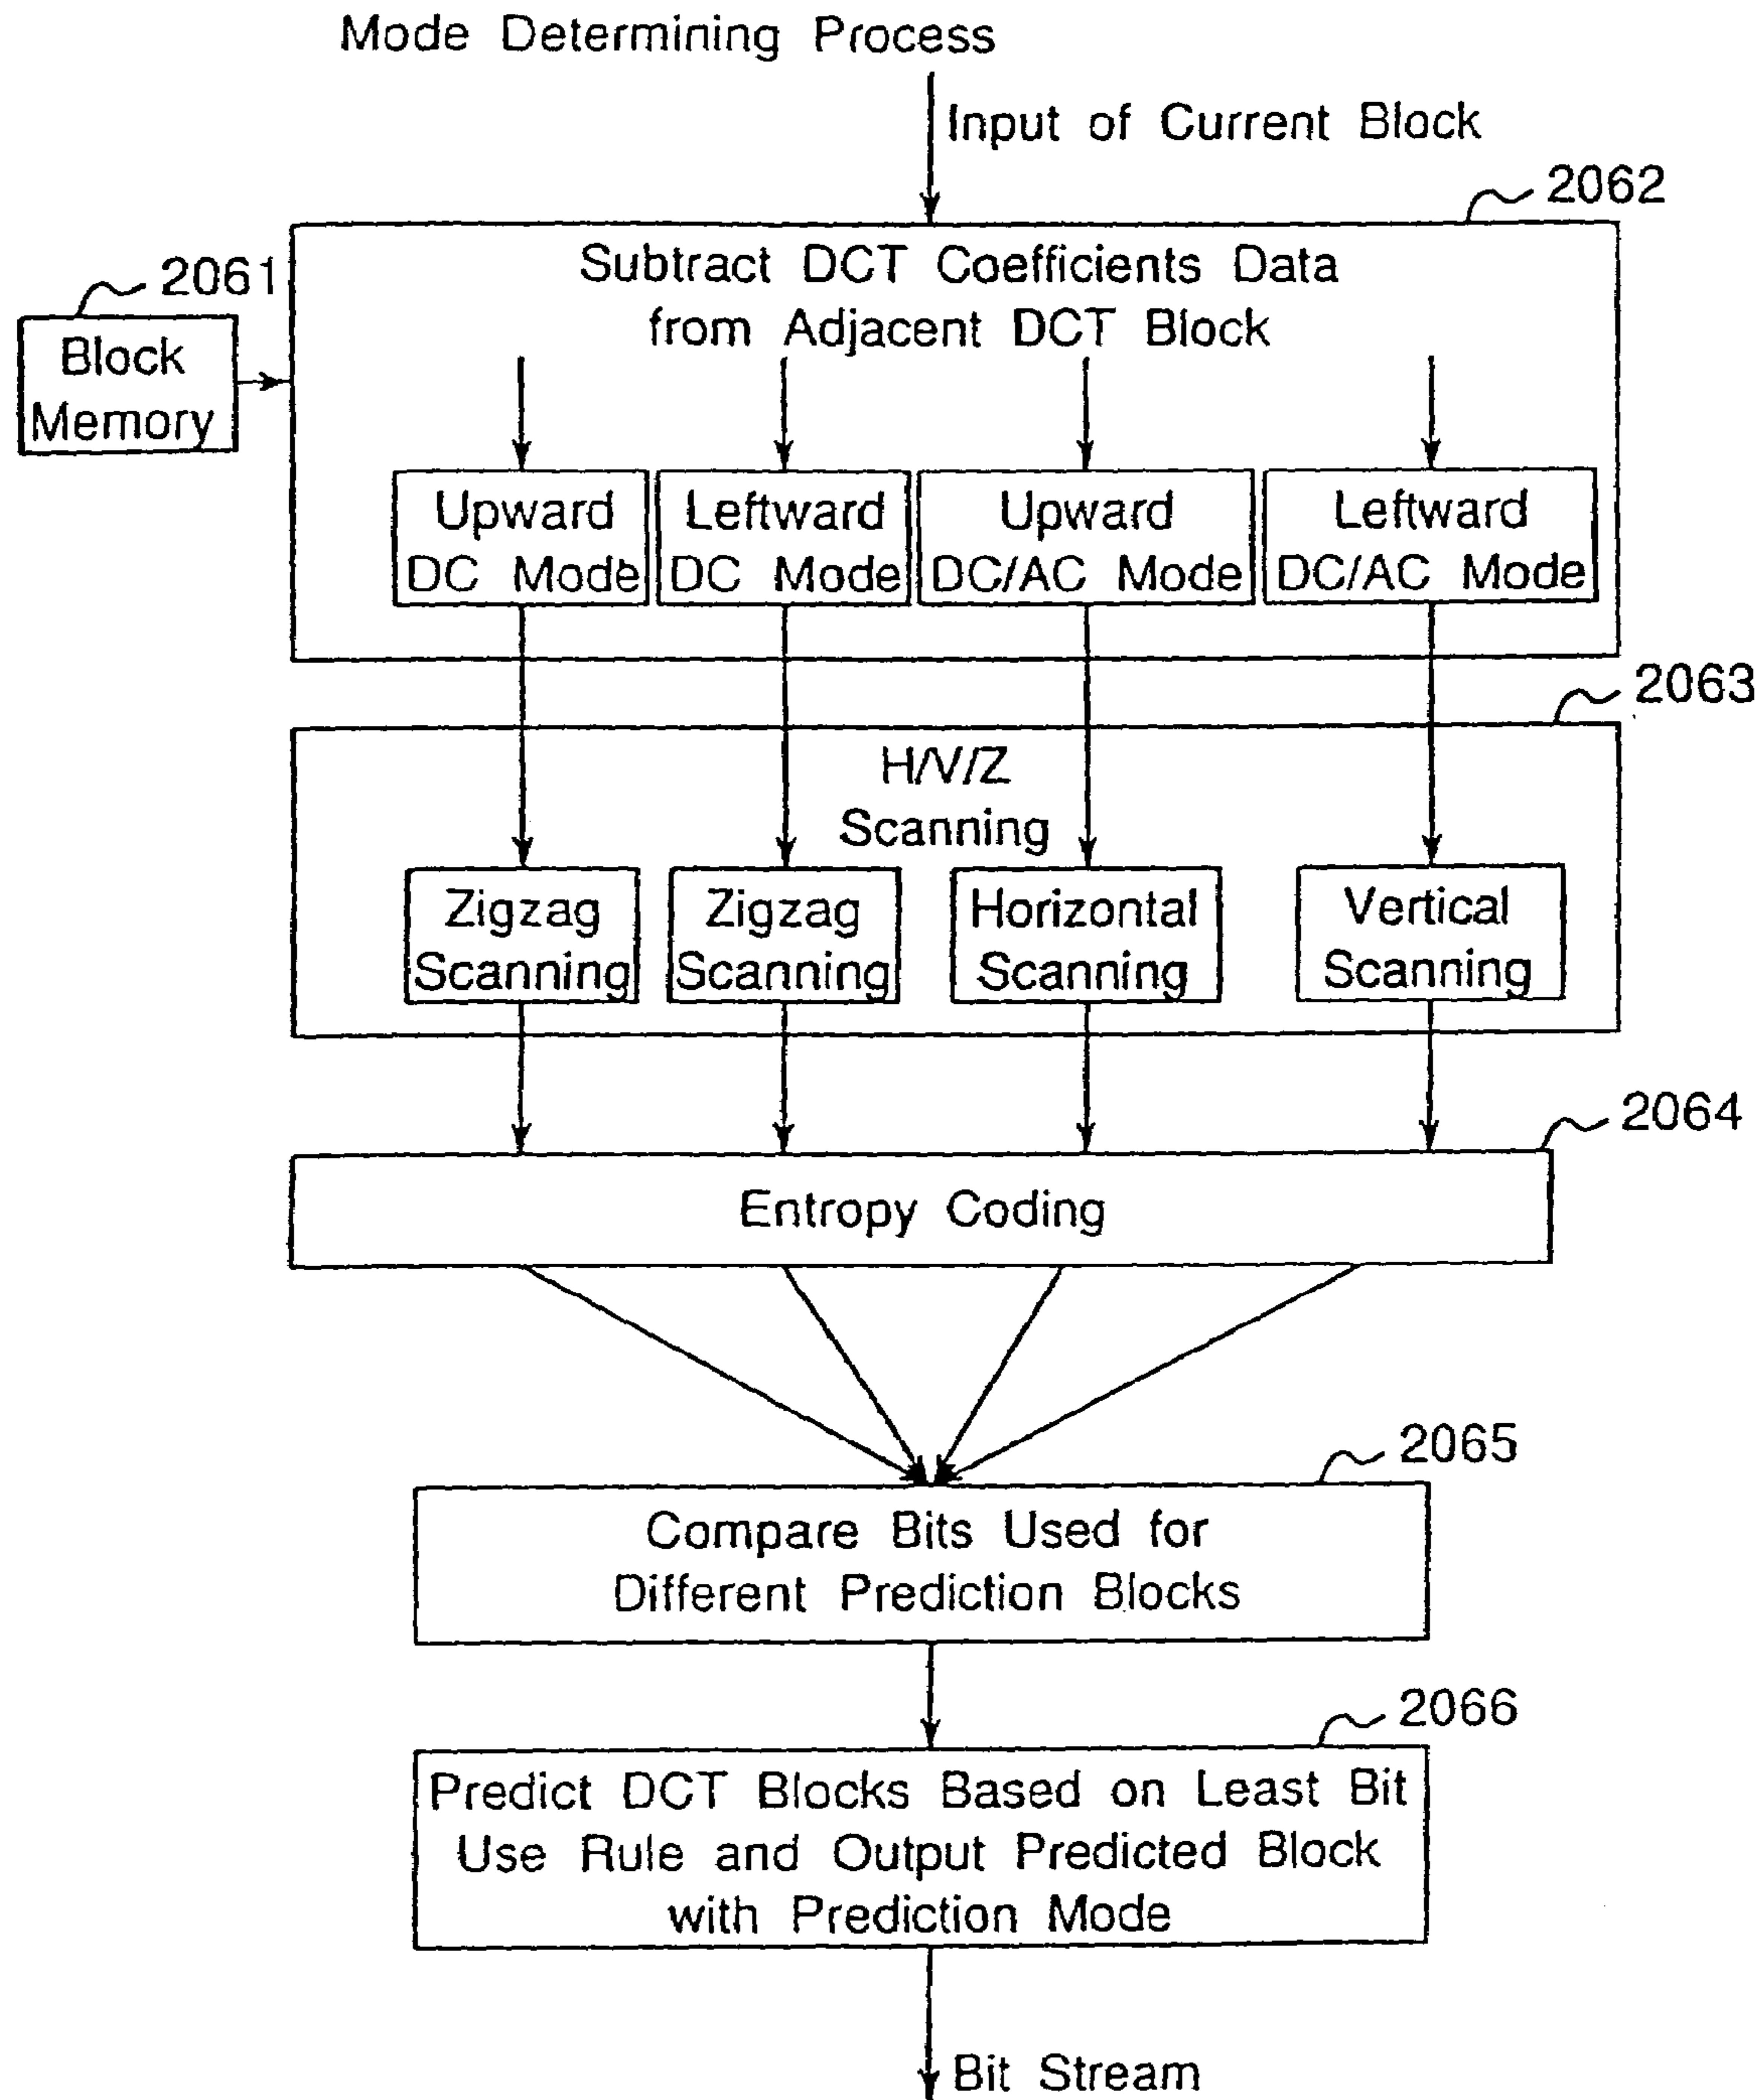 Mode Determining Process
Input of Current Block
2062
Subtract DCT Coefficients Data
from Adjacent DCT Block
2061
Block
Memory
Upward
DC Mode
Leftward
DC Mode
Upward
DC/AC Mode
Leftward
DC/AC Mode
2063
H/V/Z
Scanning
Zigzag
Scanning
Zigzag
Scanning
Horizontal
Scanning
Vertical
Scanning
2064
Entropy Coding
2065
Compare Bits Used for
Different Prediction Blocks
2066
Predict DCT Blocks Based on Least Bit
Use Rule and Output Predicted Block
with Prediction Mode
Bit Stream